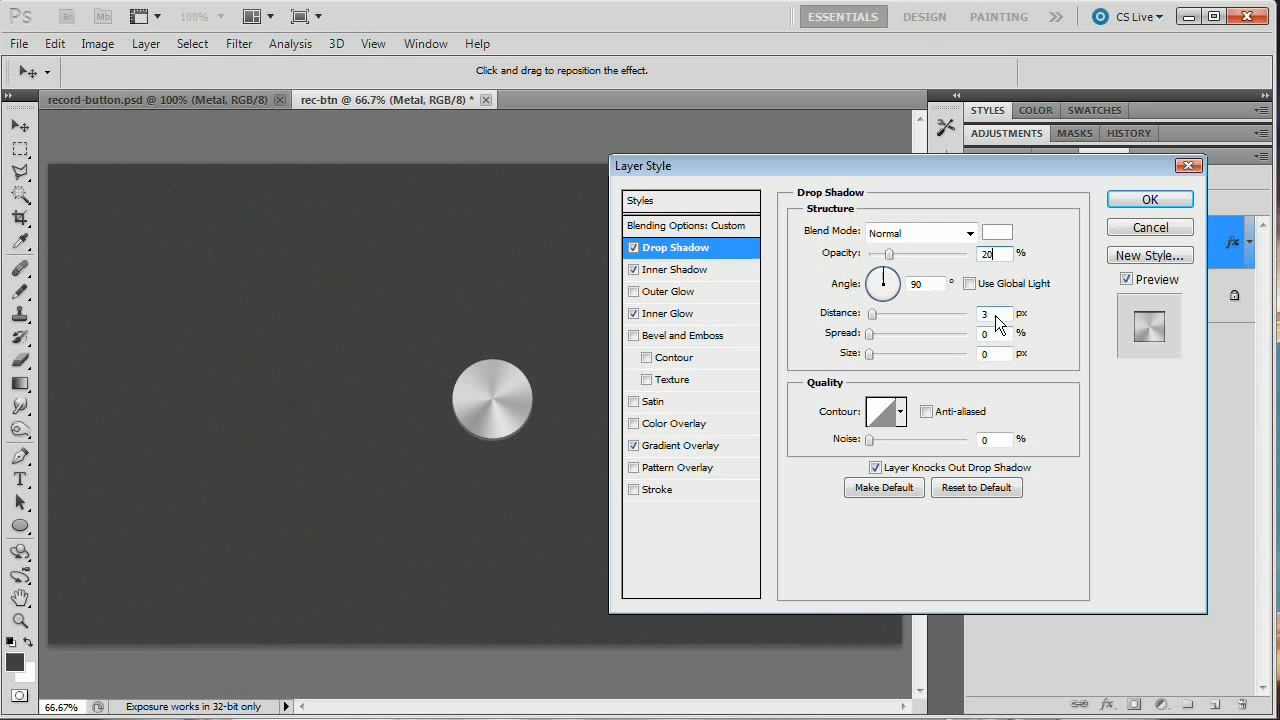 Ps Br Mb 100% ESSENTIALS DESIGN PAINTING CS Live
File Edit Image Layer Select Filter Analysis 3D View Window Help
Click and drag to reposition the effect.
record-button.psd @ 100% (Metal, RGB/8) rec-btn @ 66.7% (Metal, RGB/8) *
STYLES COLOR SWATCHES
ADJUSTMENTS MASKS HISTORY
Layer Style
Styles
Blending Options: Custom
Drop Shadow
Inner Shadow
Outer Glow
Inner Glow
Bevel and Emboss
Contour
Texture
Satin
Color Overlay
Gradient Overlay
Pattern Overlay
Stroke
Drop Shadow
Structure
Blend Mode: Normal
Opacity: 20 %
Angle: 90 ° Use Global Light
Distance: 3 px
Spread: 0 %
Size: 0 px
Quality
Contour: Anti-aliased
Noise: 0 %
Layer Knocks Out Drop Shadow
Make Default Reset to Default
OK
Cancel
New Style...
Preview
fx
T
66.67% Exposure works in 32-bit only
fx